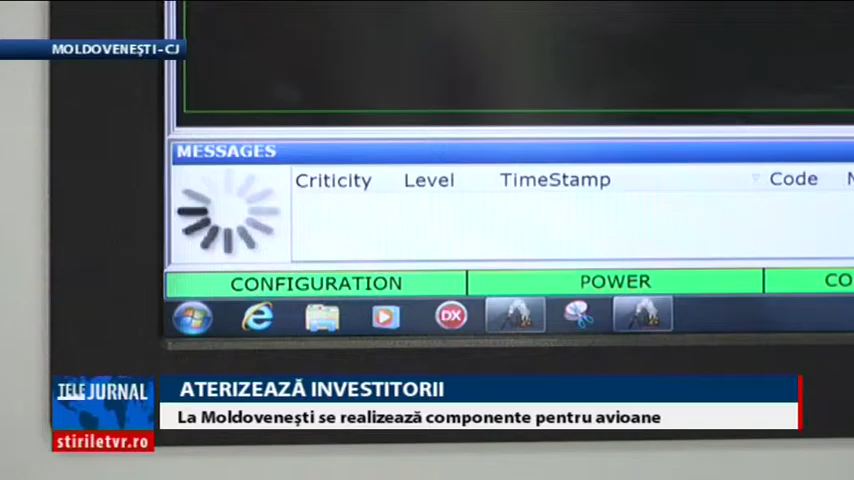 MOLDOVENEȘTI-CJ
MESSAGES
Criticity Level TimeStamp Code
CONFIGURATION POWER CO
DX
TELEJURNAL
stiriletvr.ro
ATERIZEAZĂ INVESTITORII
La Moldovenești se realizează componente pentru avioane